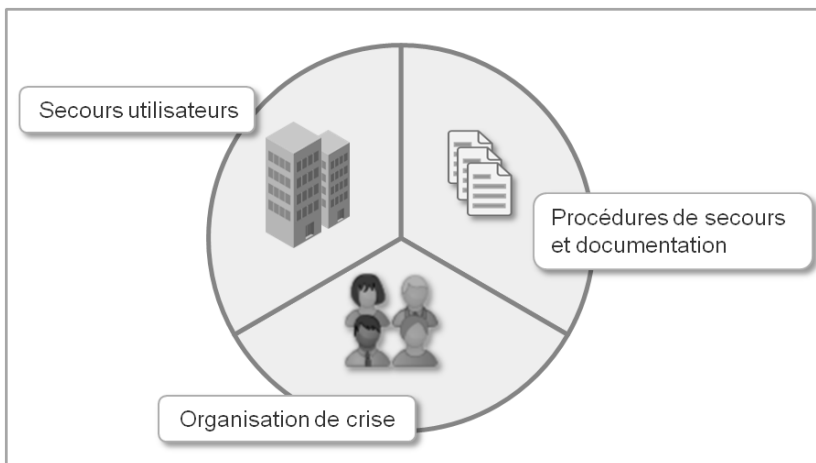 Secours utilisateurs
Procédures de secours
et documentation
Organisation de crise